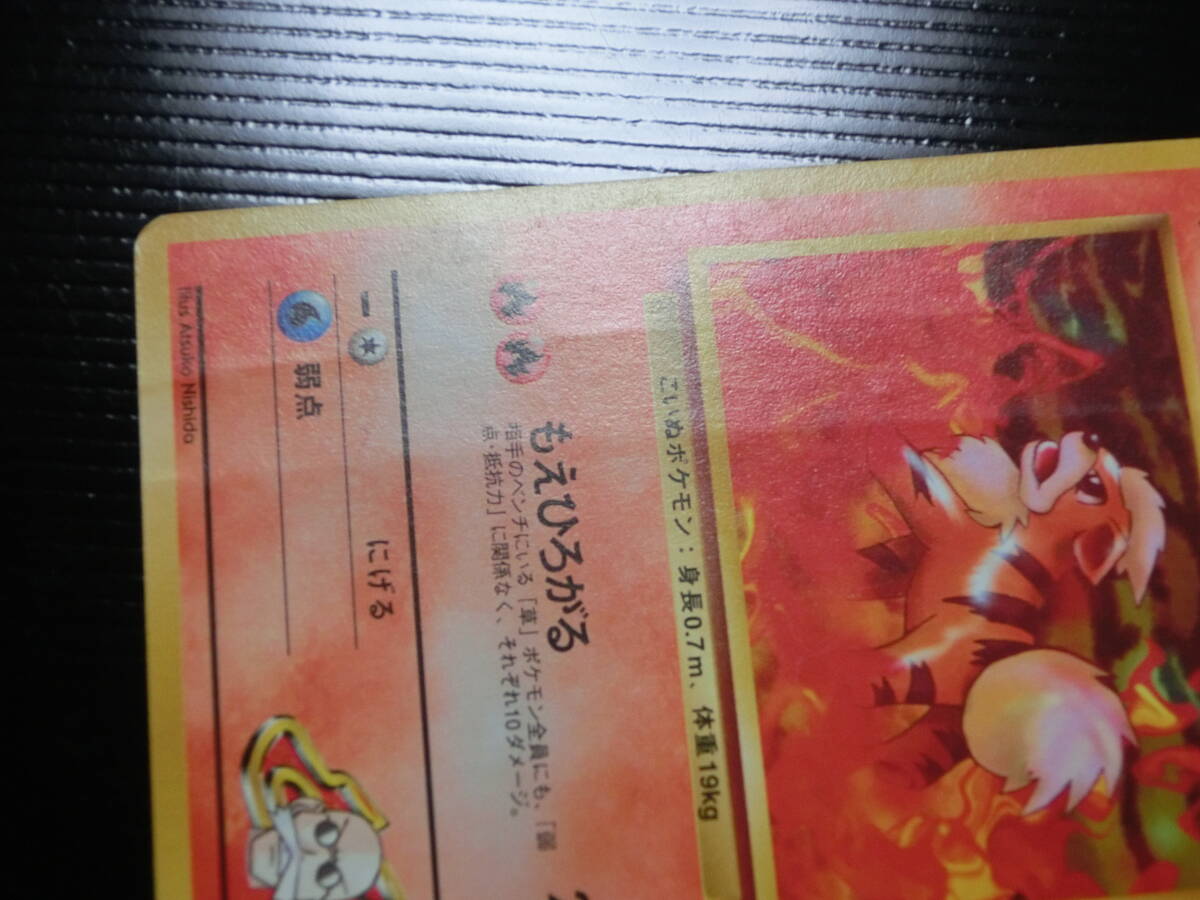 こいぬポケモン：身長0.7m、体重19kg
もえひろがる
相手のベンチにいる「草」ポケモン全員にも、「弱
点・抵抗力」に関係なく、それぞれ10ダメージ。
にげる
弱点
Illus Atsuko Nishida